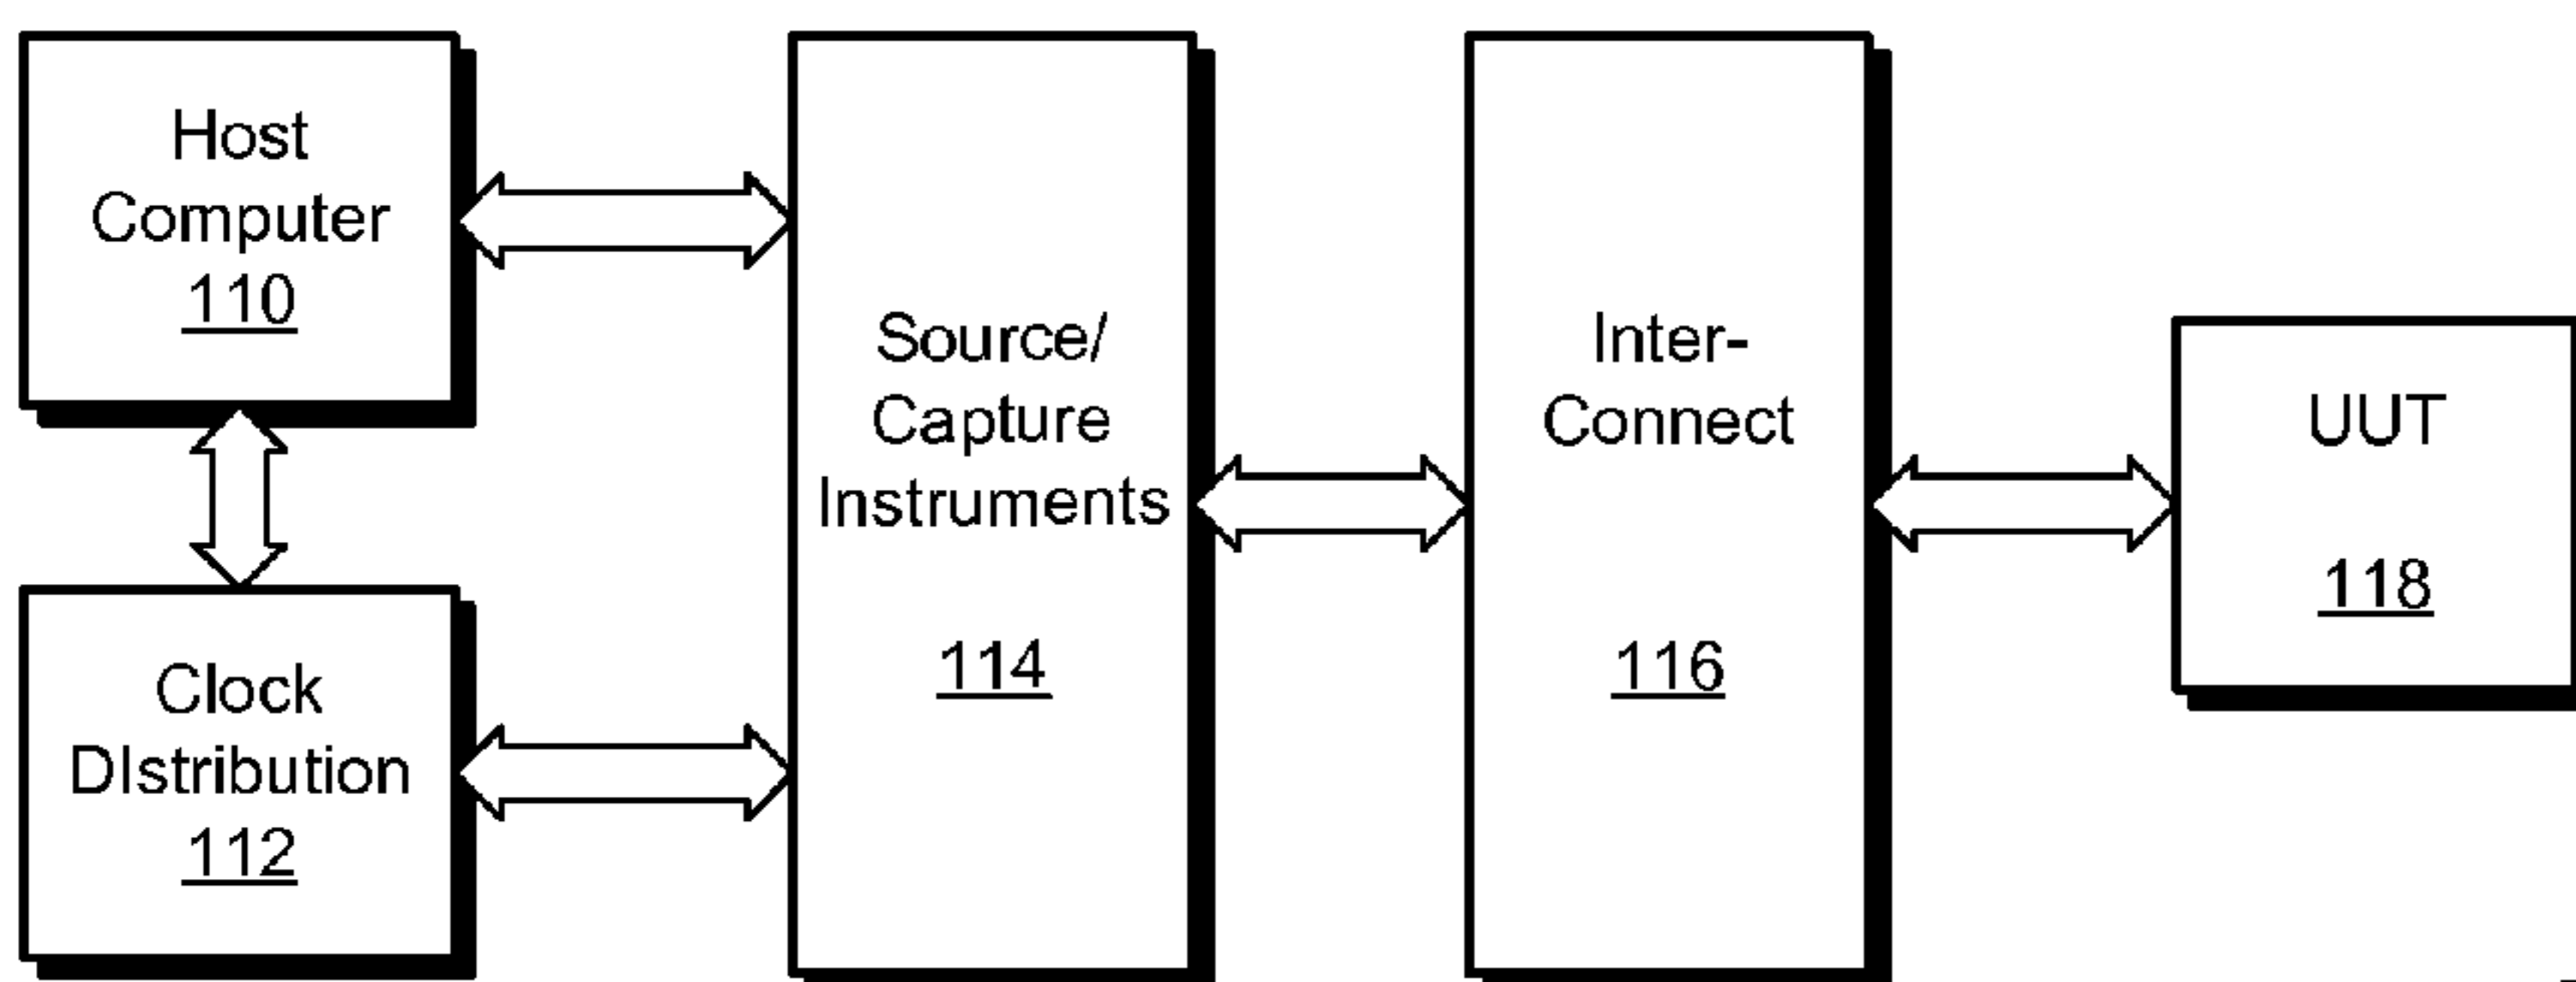 Host
Computer
110
Clock
DIstribution
112
Source/
Capture
Instruments
114
Inter-
Connect
116
UUT
118